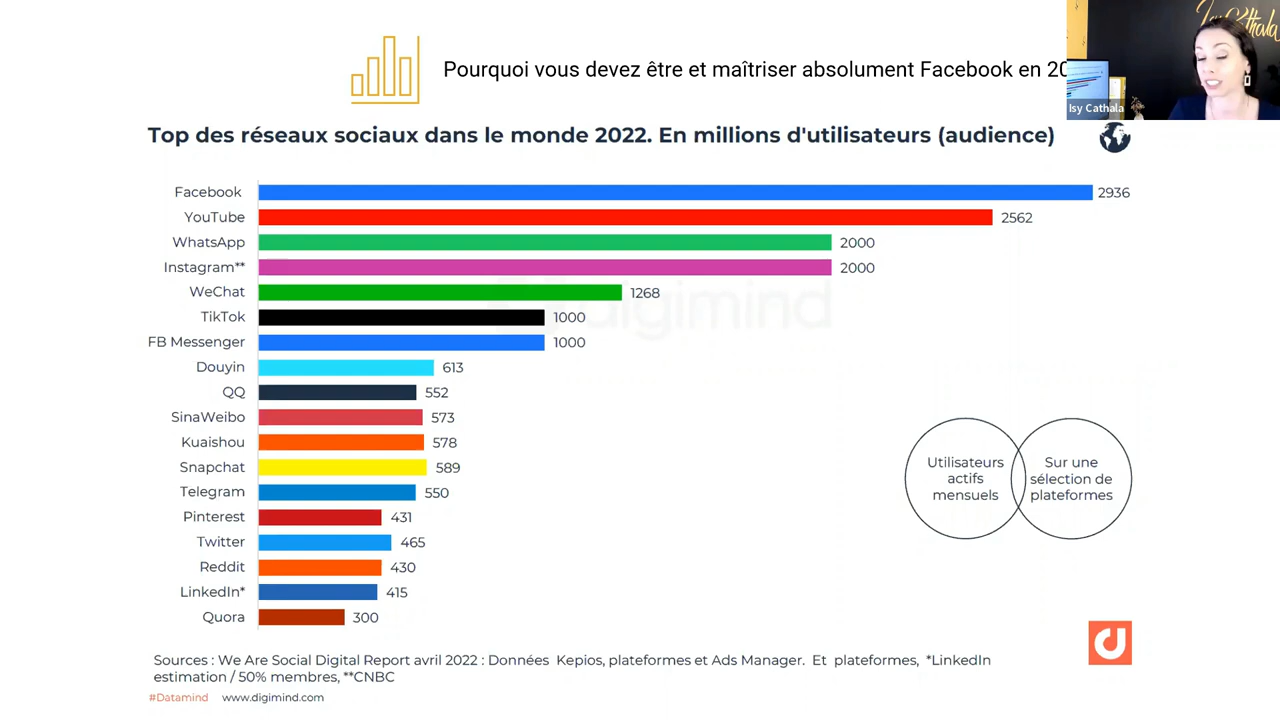 Pourquoi vous devez être et maîtriser absolument Facebook en 20
Isy Cathala
Isy Cathala
Top des réseaux sociaux dans le monde 2022. En millions d'utilisateurs (audience)
Facebook 2936
YouTube 2562
WhatsApp 2000
Instagram** 2000
WeChat 1268
digimind
TikTok 1000
FB Messenger 1000
Douyin 613
QQ 552
SinaWeibo 573
Kuaishou 578
Snapchat 589
Telegram 550
Pinterest 431
Twitter 465
Reddit 430
LinkedIn* 415
Quora 300
Utilisateurs
actifs
mensuels
Sur une
sélection de
plateformes
Sources : We Are Social Digital Report avril 2022 : Données Kepios, plateformes et Ads Manager. Et plateformes, *LinkedIn
estimation / 50% membres, **CNBC
#Datamind www.digimind.com